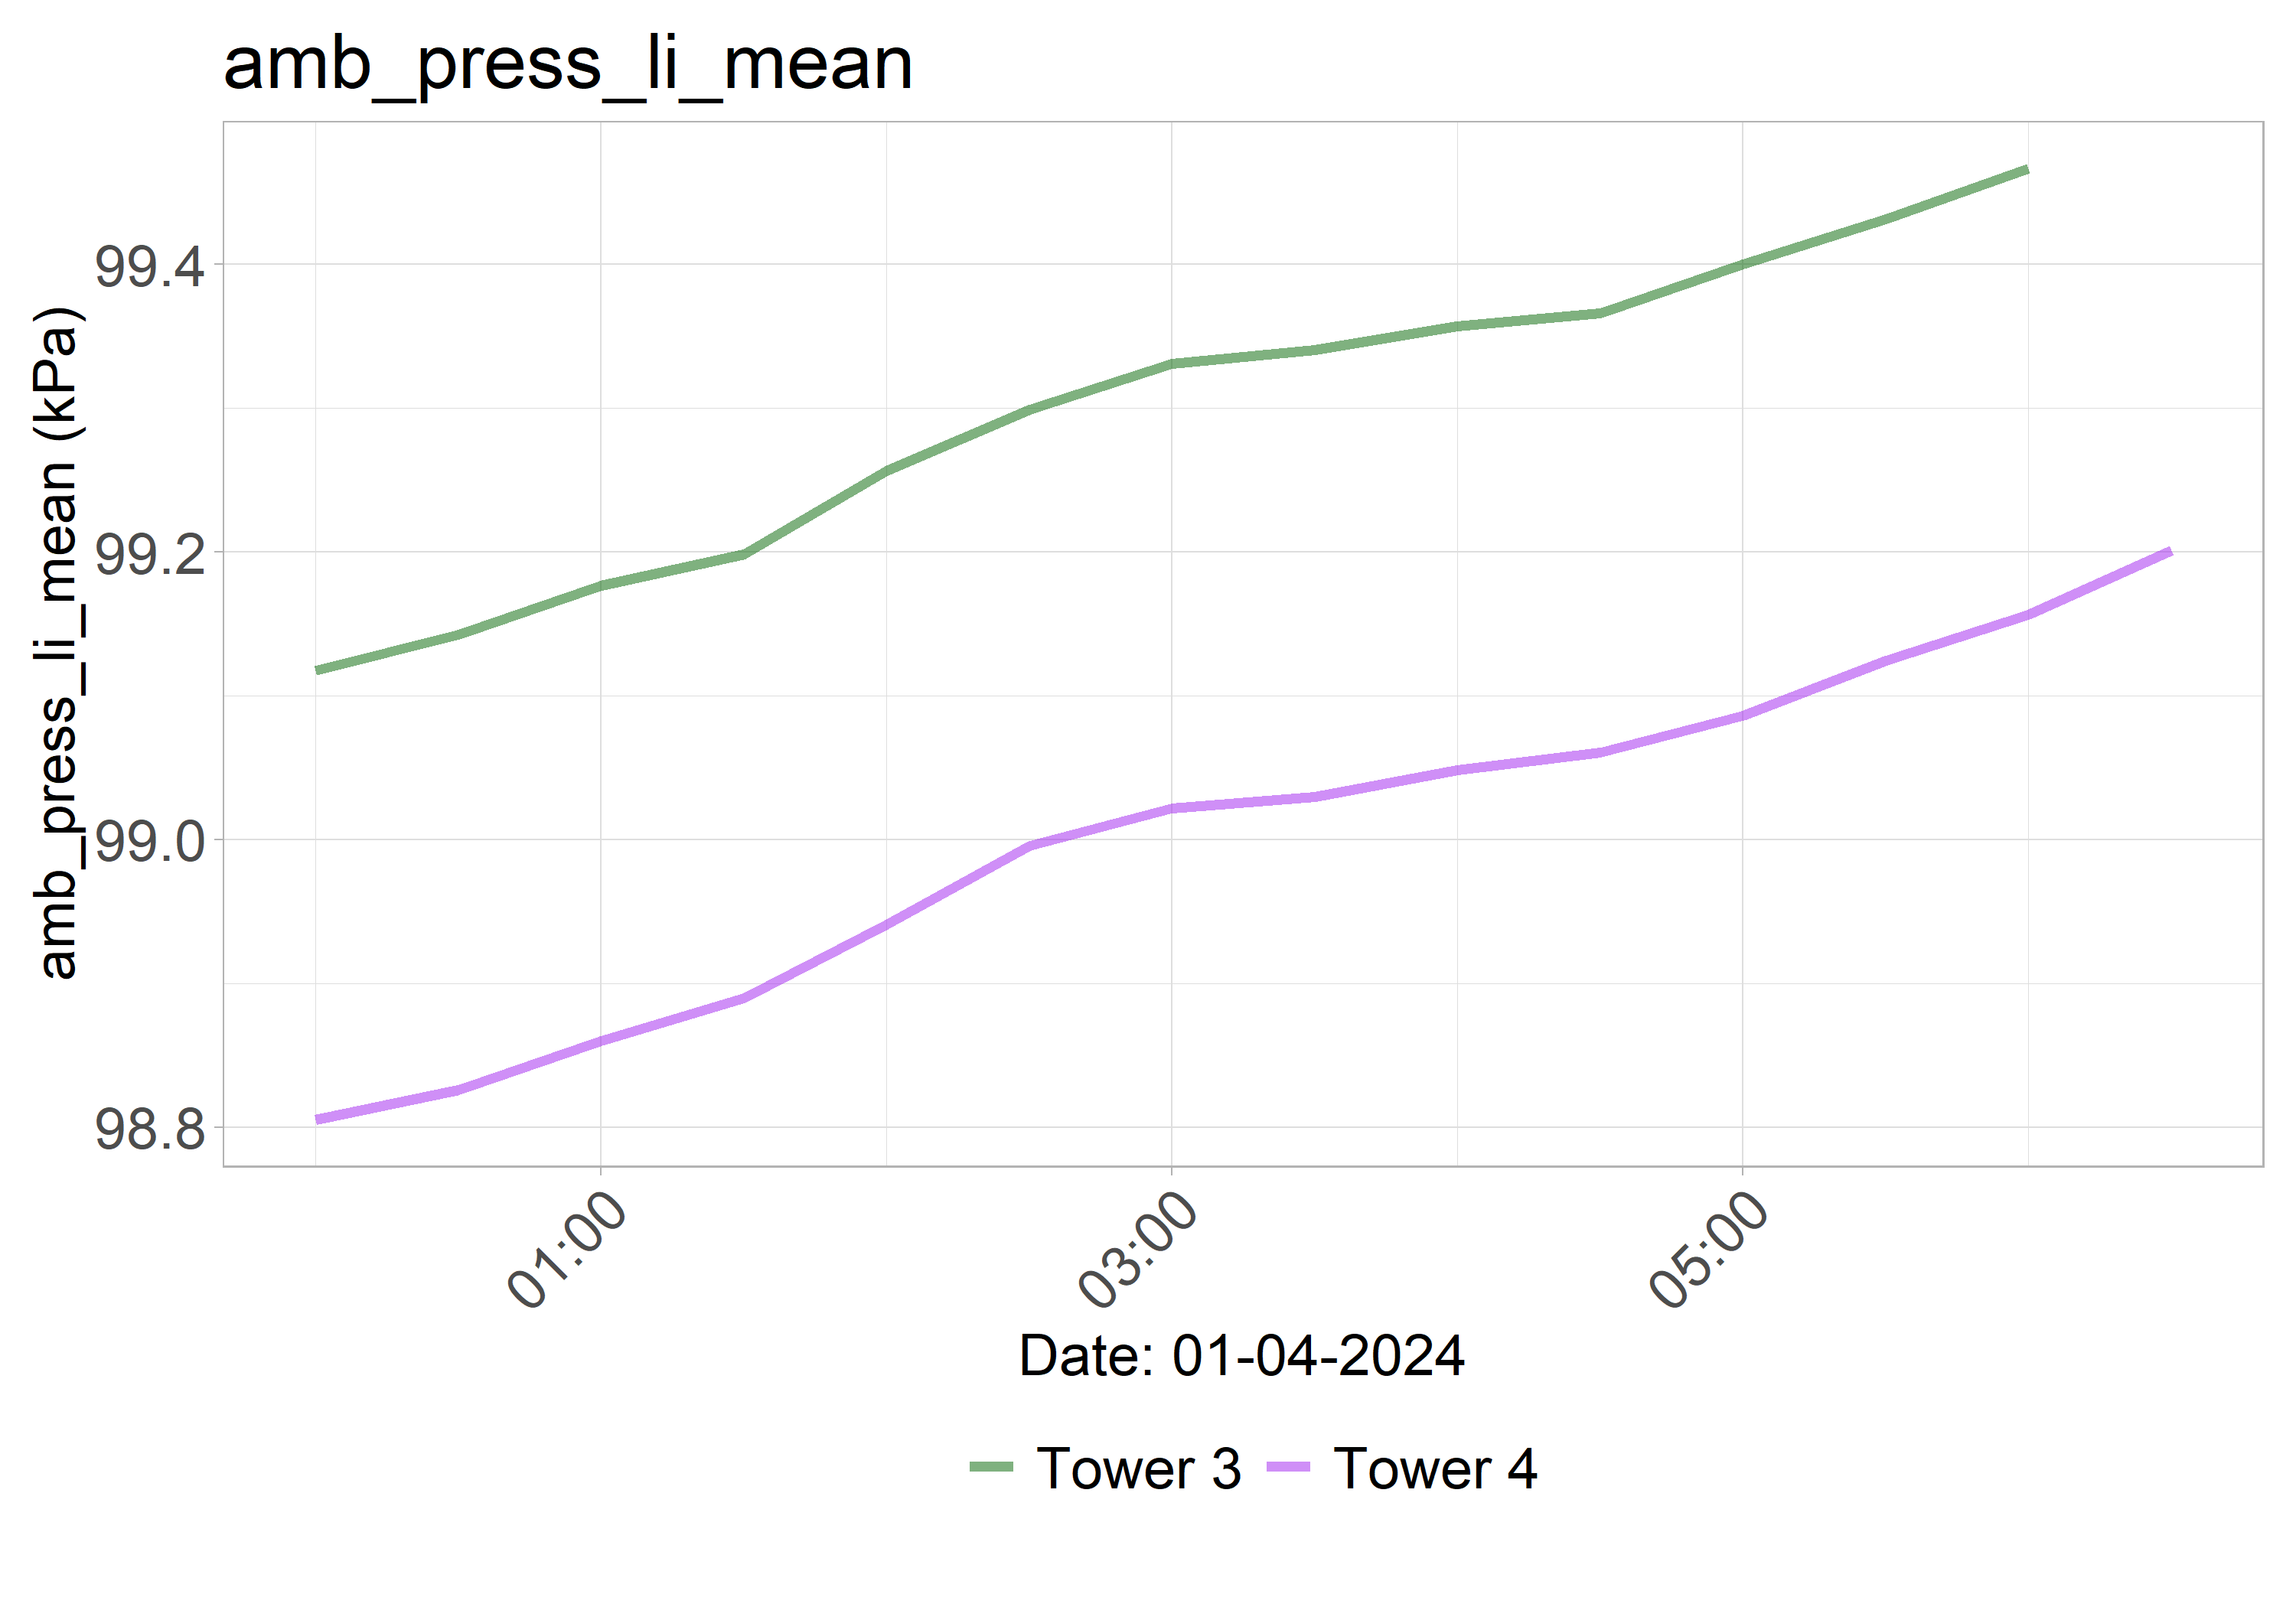 amb_press_li_mean
amb_press_li_mean (kPa)
99.4
99.2
99.0
98.8
01:00
03:00
05:00
Date: 01-04-2024
Tower 3
Tower 4